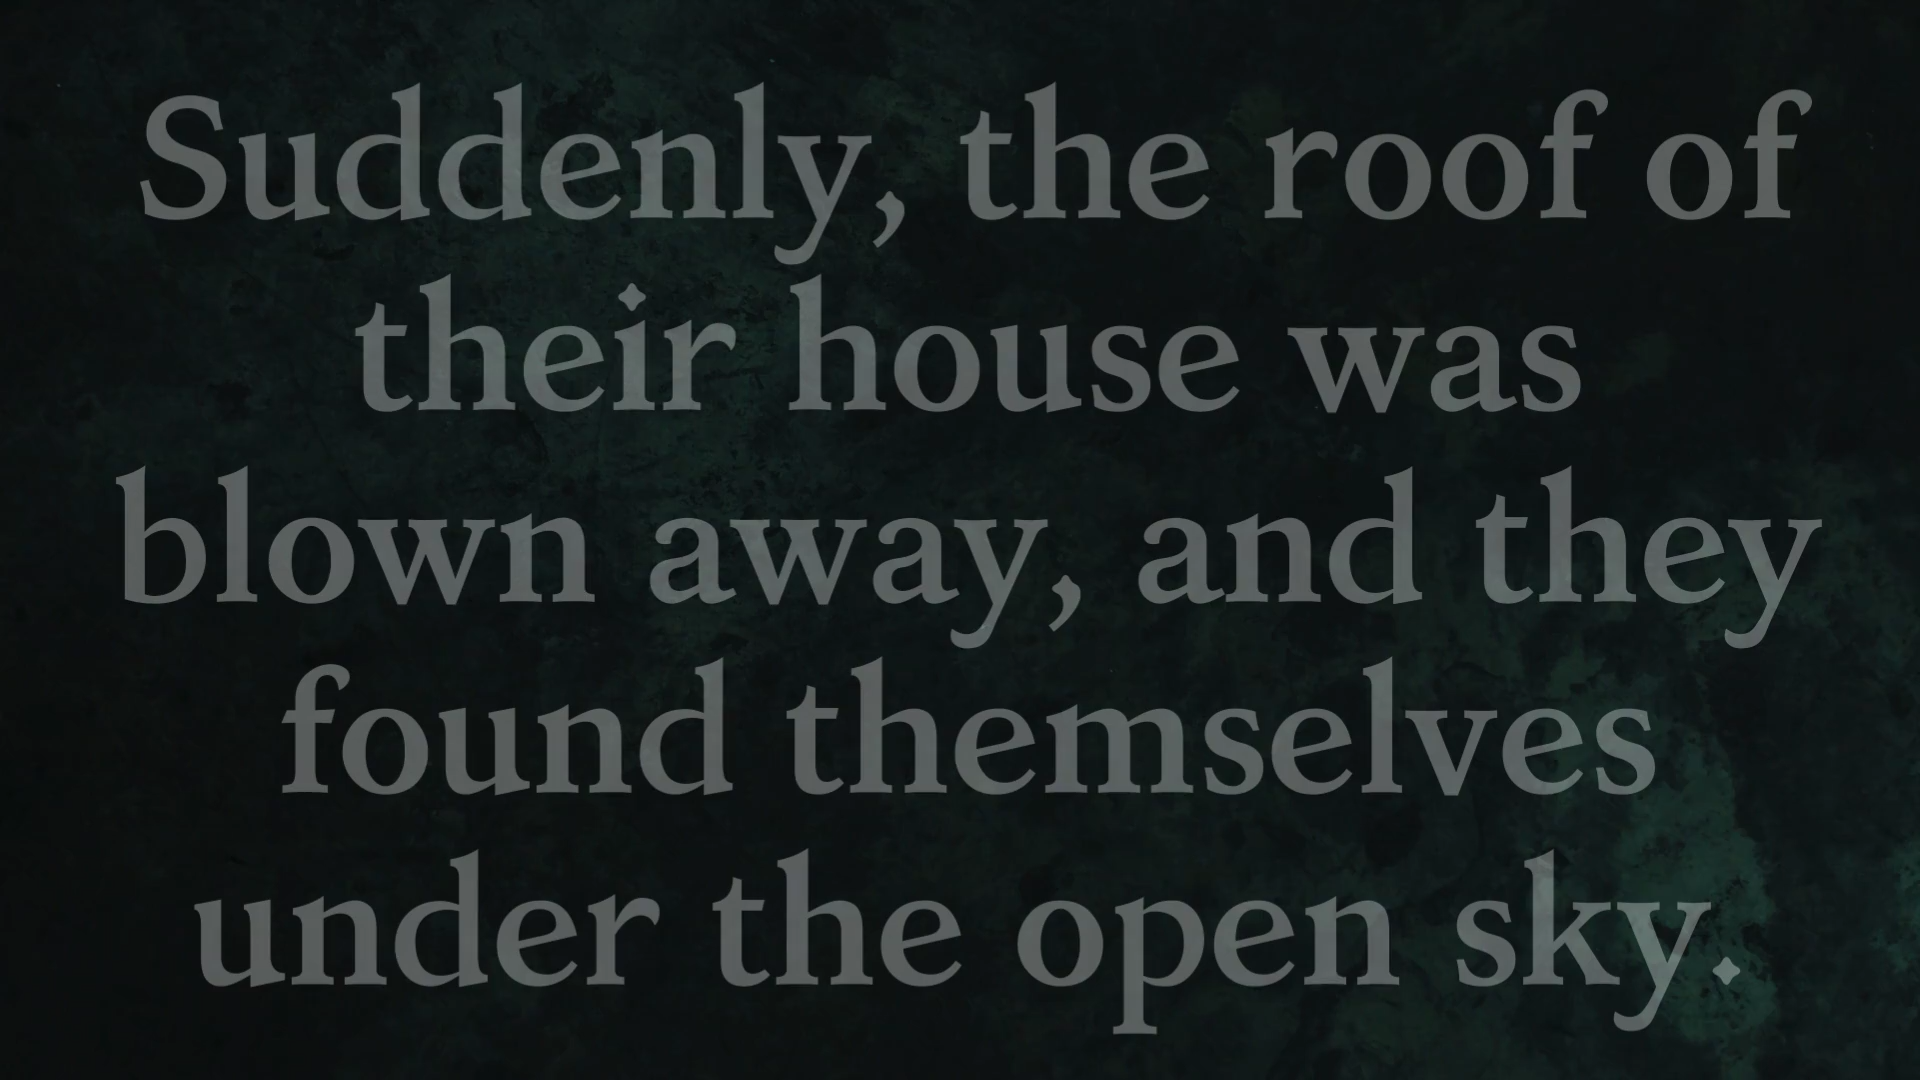 Suddenly, the roof of
their house was
blown away, and they
found themselves
under the open sky.